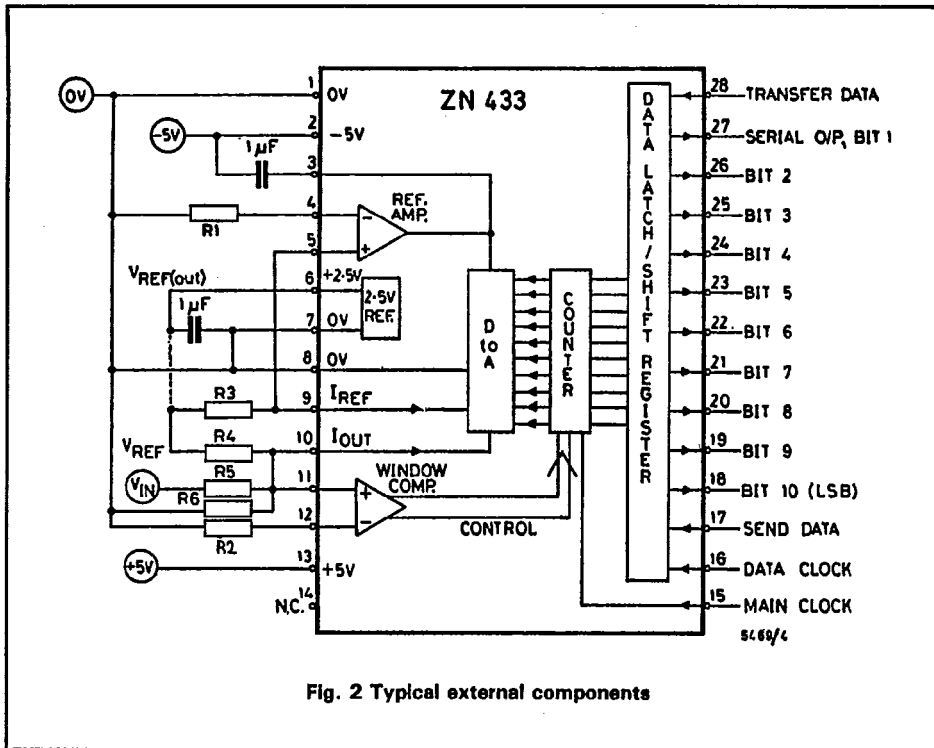 ZN 433
0V
1
0V
-5V
2
-5V
1µF
3
REF.
AMP.
4
-
R1
5
+
VREF(out)
6
+2·5V
2·5V
REF.
1µF
7
0V
8
0V
D to A
COUNTER
DATA LATCH/SHIFT REGISTER
R3
9
IREF
VREF
R4
10
IOUT
VIN
R5
11
+
WINDOW
COMP.
R6
12
-
CONTROL
R2
+5V
13
+5V
N.C.
14
28 TRANSFER DATA
27 SERIAL O/P, BIT 1
26 BIT 2
25 BIT 3
24 BIT 4
23 BIT 5
22 BIT 6
21 BIT 7
20 BIT 8
19 BIT 9
18 BIT 10 (LSB)
17 SEND DATA
16 DATA CLOCK
15 MAIN CLOCK
5469/4
Fig. 2 Typical external components